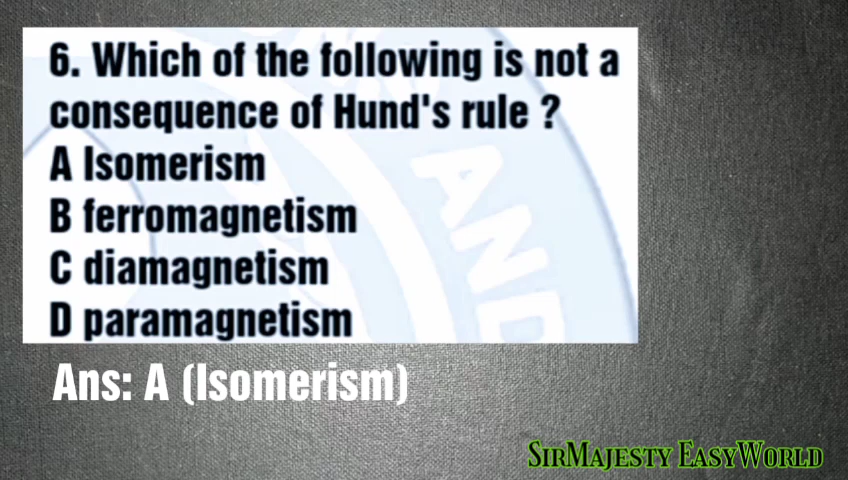 6. Which of the following is not a
consequence of Hund's rule ?
A Isomerism
B ferromagnetism
C diamagnetism
D paramagnetism
Ans: A (Isomerism)
SirMajesty EasyWorld